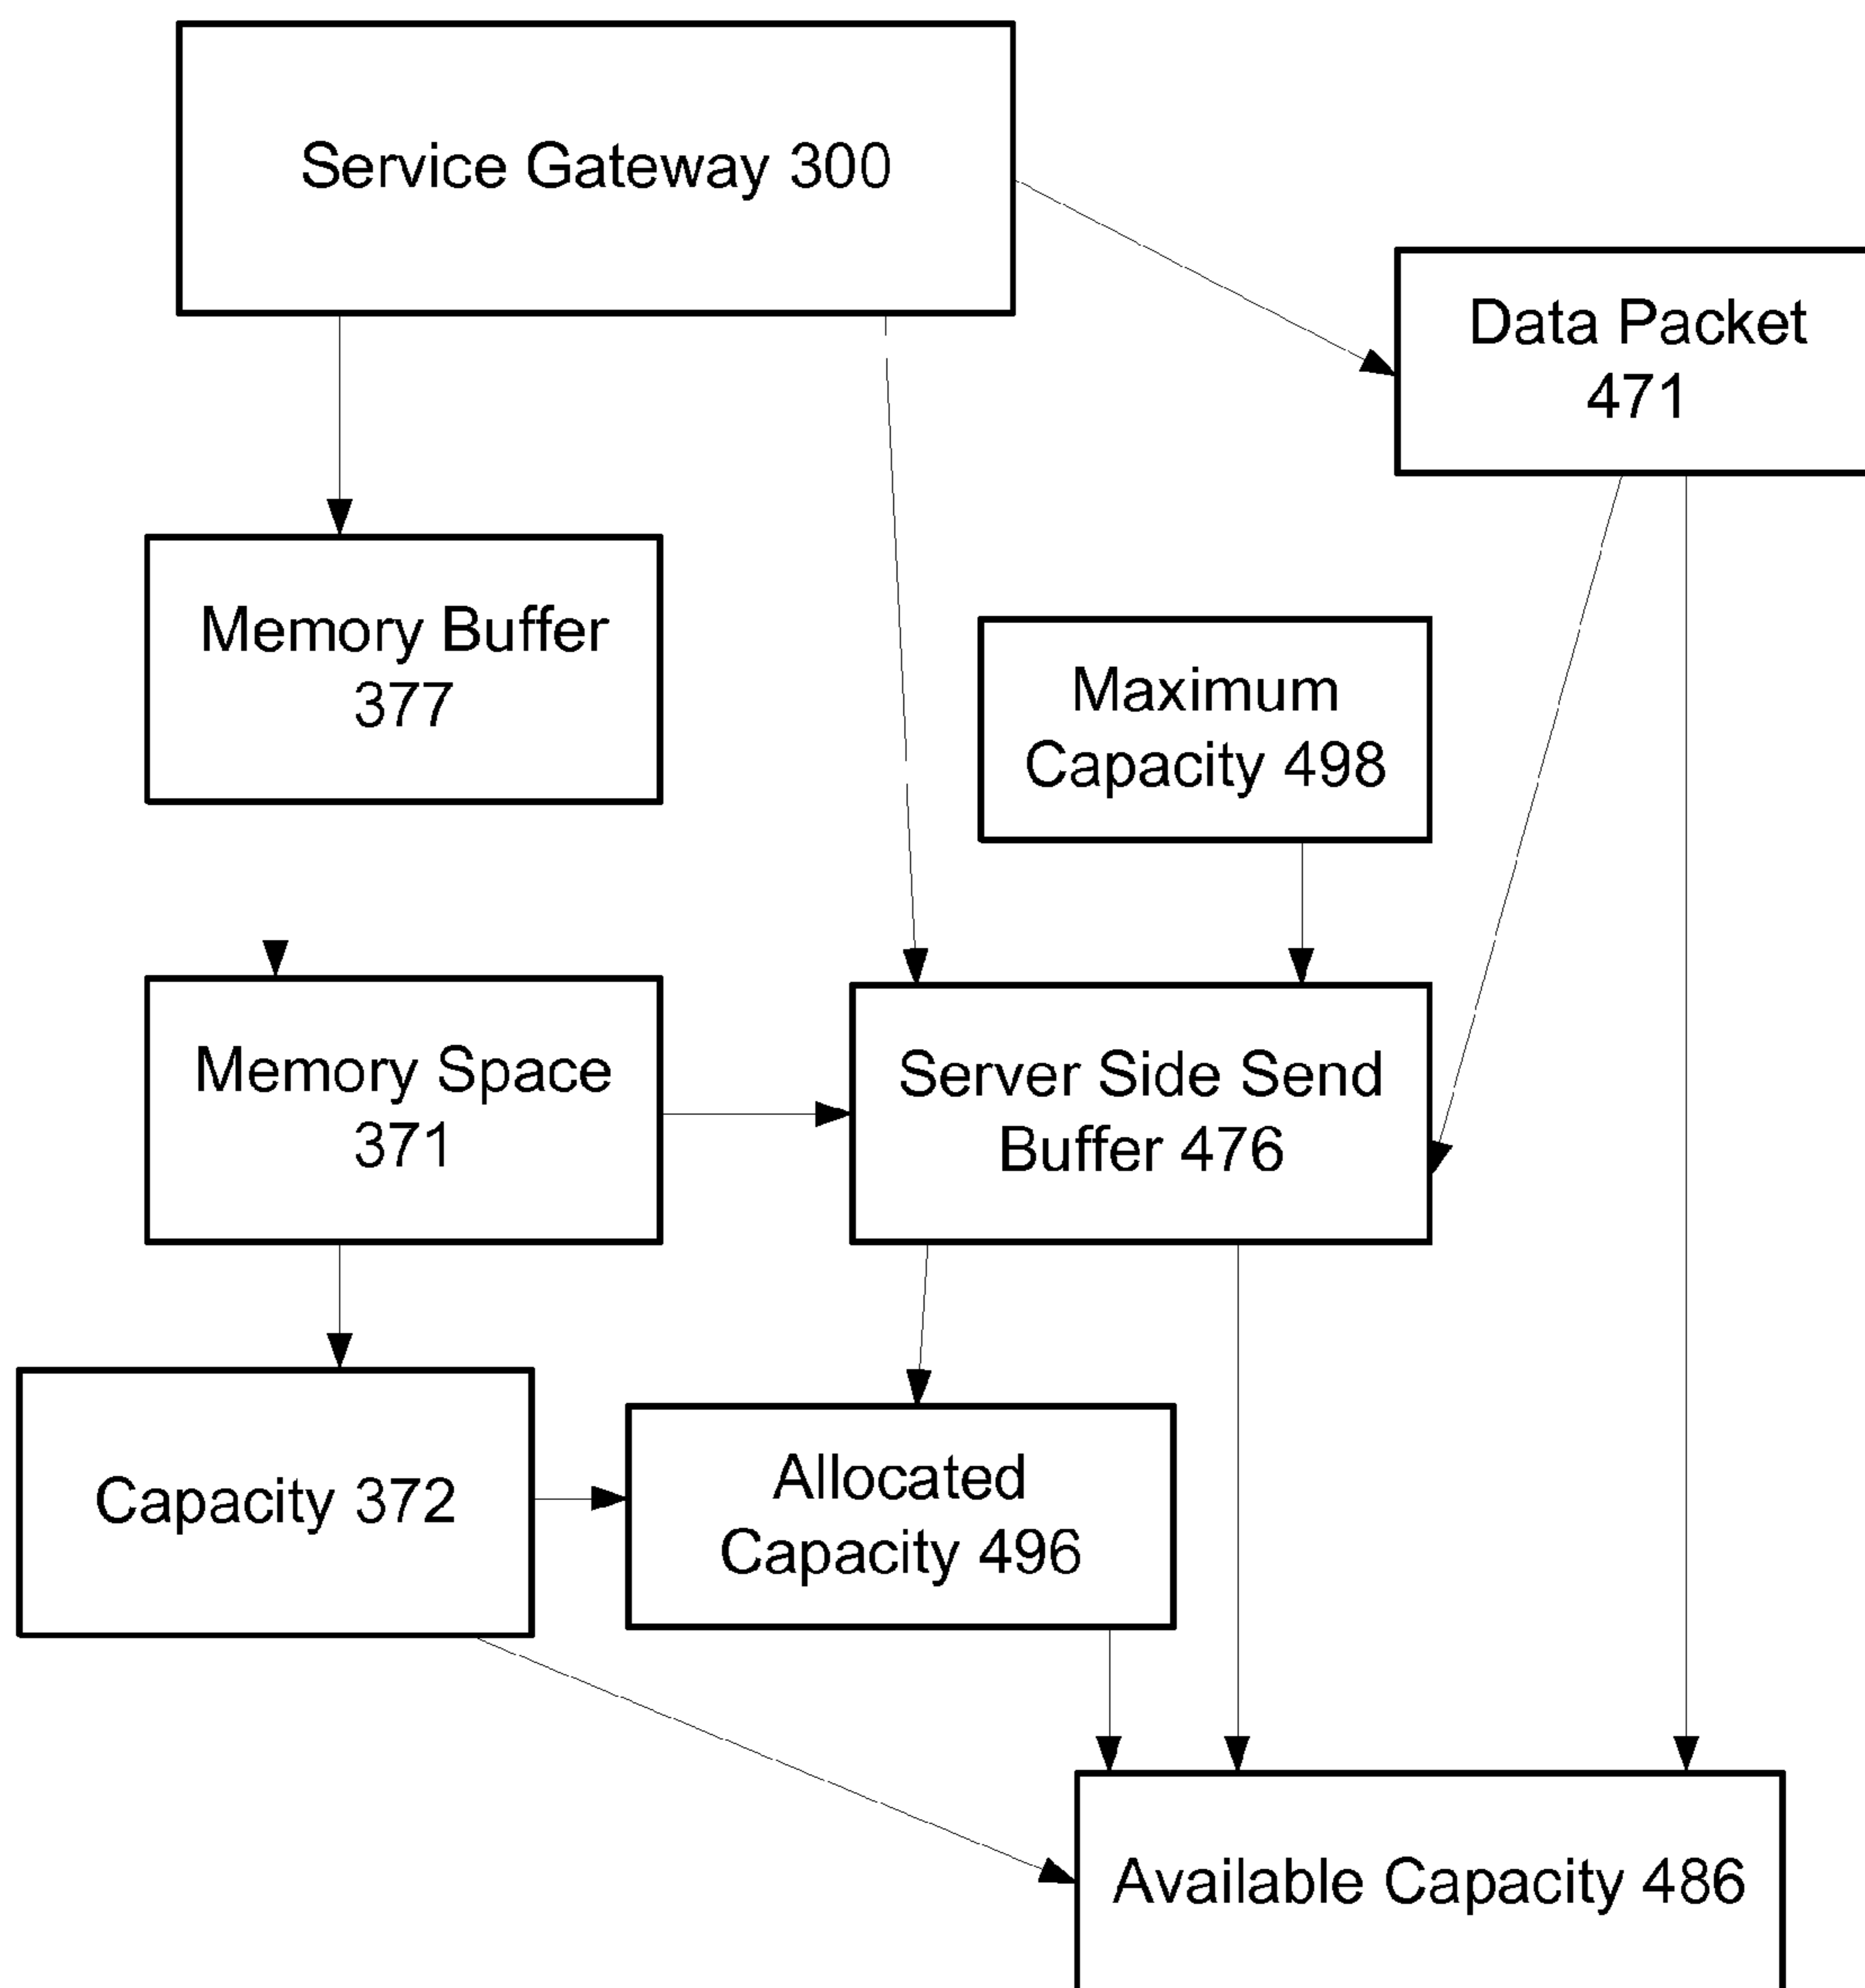 Service Gateway 300
Data Packet
471
Memory Buffer
377
Maximum
Capacity 498
Memory Space
371
Server Side Send
Buffer 476
Capacity 372
Allocated
Capacity 496
Available Capacity 486